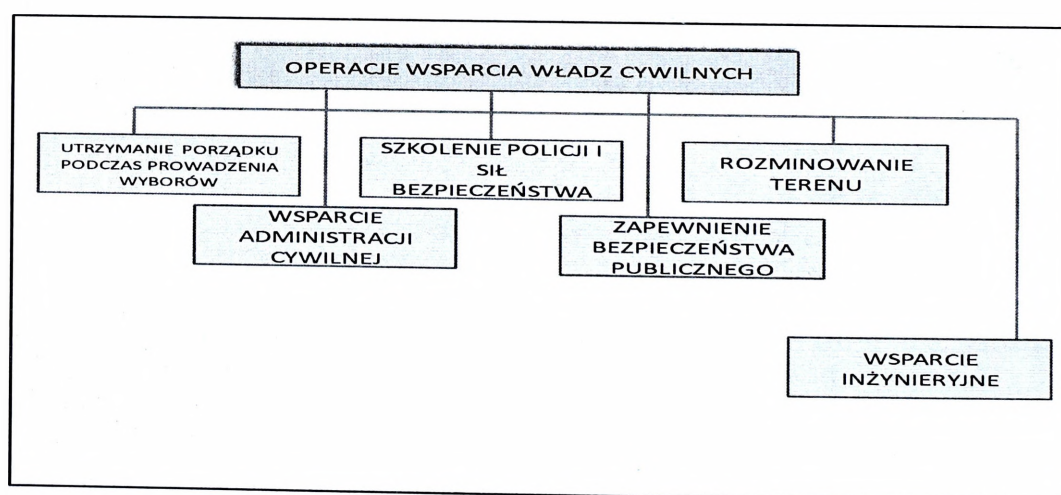 OPERACJE WSPARCIA WŁADZ CYWILNYCH
UTRZYMANIE PORZĄDKU
PODCZAS PROWADZENIA
WYBORÓW
SZKOLENIE POLICJI I
SIŁ
BEZPIECZEŃSTWA
ROZMINOWANIE
TERENU
WSPARCIE
ADMINISTRACJI
CYWILNEJ
ZAPEWNIENIE
BEZPIECZEŃSTWA
PUBLICZNEGO
WSPARCIE
INŻYNIERYJNE